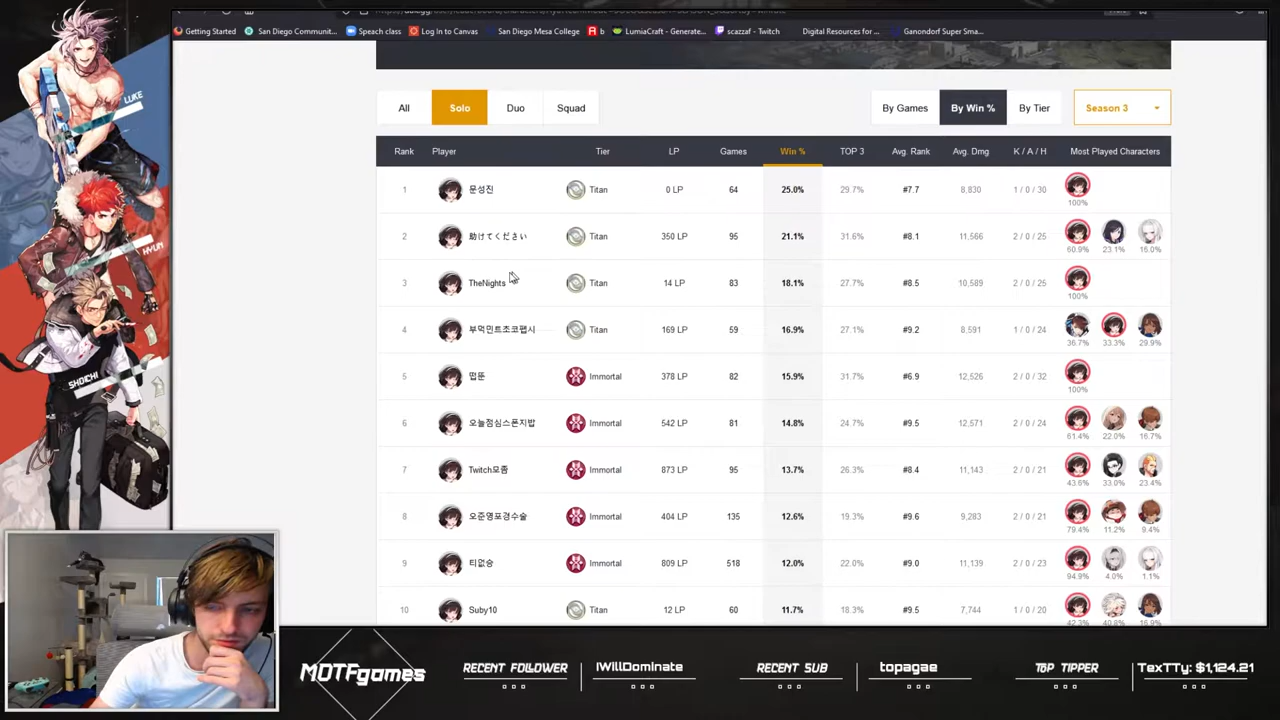 Getting Started San Diego Communit... Speach class Log In to Canvas San Diego Mesa College b LumiaCraft - Generate... scazzaf - Twitch Digital Resources for ... Ganondorf Super Sma...
All Solo Duo Squad By Games By Win % By Tier Season 3
Rank Player Tier LP Games Win % TOP 3 Avg. Rank Avg. Dmg K / A / H Most Played Characters
1 문성진 Titan 0 LP 64 25.0% 29.7% #7.7 8,830 1 / 0 / 30
100%
2 助けてください Titan 350 LP 95 21.1% 31.6% #8.1 11,566 2 / 0 / 25
60.9% 23.1% 16.0%
3 TheNights Titan 14 LP 83 18.1% 27.7% #8.5 10,589 2 / 0 / 25
100%
4 부먹민트초코펩시 Titan 169 LP 59 16.9% 27.1% #9.2 8,591 1 / 0 / 24
36.7% 33.3% 29.9%
5 떱뚠 Immortal 378 LP 82 15.9% 31.7% #6.9 12,526 2 / 0 / 32
100%
6 오늘점심스폰지밥 Immortal 542 LP 81 14.8% 24.7% #9.5 12,571 2 / 0 / 24
61.4% 22.0% 16.7%
7 Twitch모좀 Immortal 873 LP 95 13.7% 26.3% #8.4 11,143 2 / 0 / 21
43.6% 33.0% 23.4%
8 오준영포경수술 Immortal 404 LP 135 12.6% 19.3% #9.6 9,283 1 / 0 / 21
79.4% 11.2% 9.4%
9 티없숭 Immortal 809 LP 518 12.0% 22.0% #9.0 11,139 2 / 0 / 23
94.9% 4.0% 1.1%
10 Suby10 Titan 12 LP 60 11.7% 18.3% #9.5 7,744 1 / 0 / 20
42.3% 40.8% 16.9%
LUKE
HYUN
SHOICHI
MOTFgames RECENT FOLLOWER iWillDominate RECENT SUB topagae TOP TIPPER TexTTy: $1,124.21